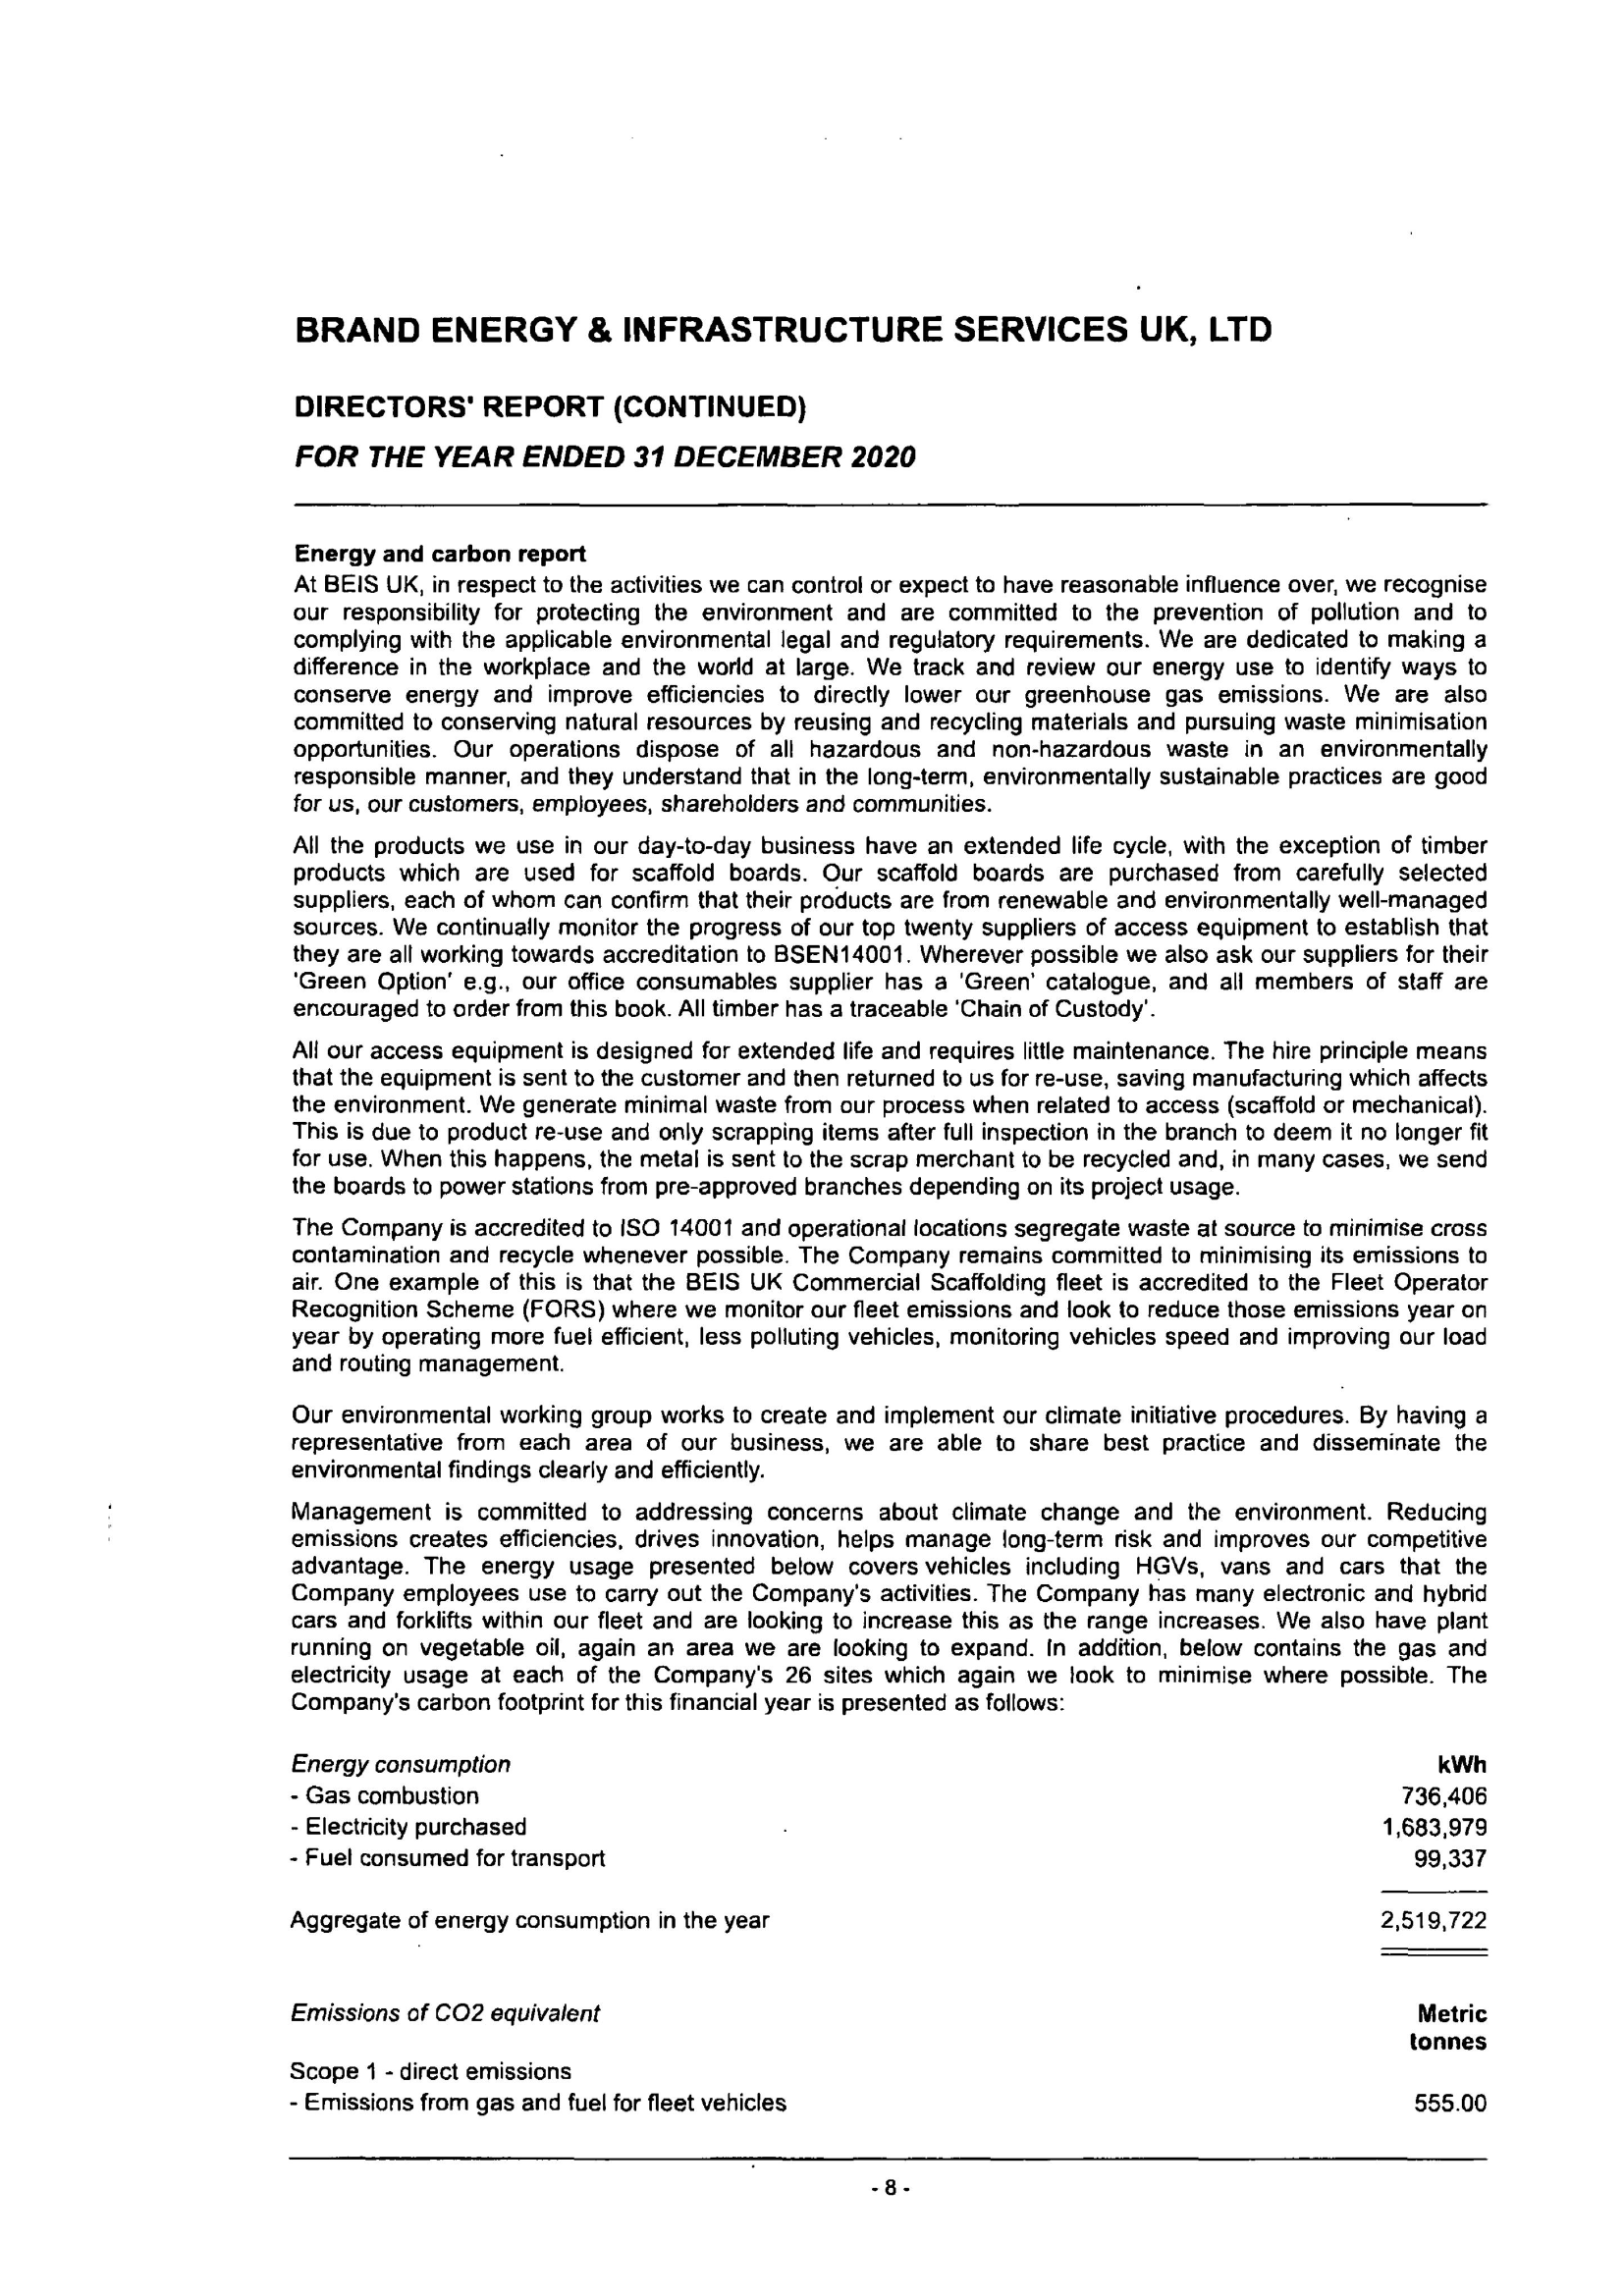 BRAND ENERGY & INFRASTRUCTURE SERVICES UK, LTD
DIRECTORS' REPORT (CONTINUED)
FOR THE YEAR ENDED 31 DECEMBER 2020
Energy and carbon report
At BEIS UK, in respect to the activities we can control or expect to have reasonable influence over, we recognise
our responsibility for protecting the environment and are committed to the prevention of pollution and to
complying with the applicable environmental legal and regulatory requirements. We are dedicated to making a
difference in the workplace and the world at large. We track and review our energy use to identify ways to
conserve energy and improve efficiencies to directly lower our greenhouse gas emissions. We are also
committed to conserving natural resources by reusing and recycling materials and pursuing waste minimisation
opportunities. Our operations dispose of all hazardous and non-hazardous waste in an environmentally
responsible manner, and they understand that in the long-term, environmentally sustainable practices are good
for us, our customers, employees, shareholders and communities.
All the products we use in our day-to-day business have an extended life cycle, with the exception of timber
products which are used for scaffold boards. Our scaffold boards are purchased from carefully selected
suppliers, each of whom can confirm that their products are from renewable and environmentally well-managed
sources. We continually monitor the progress of our top twenty suppliers of access equipment to establish that
they are all working towards accreditation to BSEN14001. Wherever possible we also ask our suppliers for their
'Green Option' e.g., our office consumables supplier has a 'Green' catalogue, and all members of staff are
encouraged to order from this book. All timber has a traceable 'Chain of Custody'.
All our access equipment is designed for extended life and requires little maintenance. The hire principle means
that the equipment is sent to the customer and then returned to us for re-use, saving manufacturing which affects
the environment. We generate minimal waste from our process when related to access (scaffold or mechanical).
This is due to product re-use and only scrapping items after full inspection in the branch to deem it no longer fit
for use. When this happens, the metal is sent to the scrap merchant to be recycled and, in many cases, we send
the boards to power stations from pre-approved branches depending on its project usage.
The Company is accredited to ISO 14001 and operational locations segregate waste at source to minimise cross
contamination and recycle whenever possible. The Company remains committed to minimising its emissions to
air. One example of this is that the BEIS UK Commercial Scaffolding fleet is accredited to the Fleet Operator
Recognition Scheme (FORS) where we monitor our fleet emissions and look to reduce those emissions year on
year by operating more fuel efficient, less polluting vehicles, monitoring vehicles speed and improving our load
and routing management.
Our environmental working group works to create and implement our climate initiative procedures. By having a
representative from each area of our business, we are able to share best practice and disseminate the
environmental findings clearly and efficiently.
Management is committed to addressing concerns about climate change and the environment. Reducing
emissions creates efficiencies, drives innovation, helps manage long-term risk and improves our competitive
advantage. The energy usage presented below covers vehicles including HGVs, vans and cars that the
Company employees use to carry out the Company's activities. The Company has many electronic and hybrid
cars and forklifts within our fleet and are looking to increase this as the range increases. We also have plant
running on vegetable oil, again an area we are looking to expand. In addition, below contains the gas and
electricity usage at each of the Company's 26 sites which again we look to minimise where possible. The
Company's carbon footprint for this financial year is presented as follows:
Energy consumption kWh
- Gas combustion 736,406
- Electricity purchased 1,683,979
- Fuel consumed for transport 99,337
Aggregate of energy consumption in the year 2,519,722
Emissions of CO2 equivalent Metric
tonnes
Scope 1 - direct emissions
- Emissions from gas and fuel for fleet vehicles 555.00
- 8 -